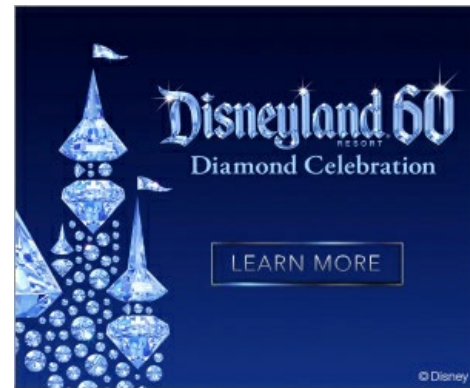 Disneyland 60
RESORT
Diamond Celebration
LEARN MORE
© Disney